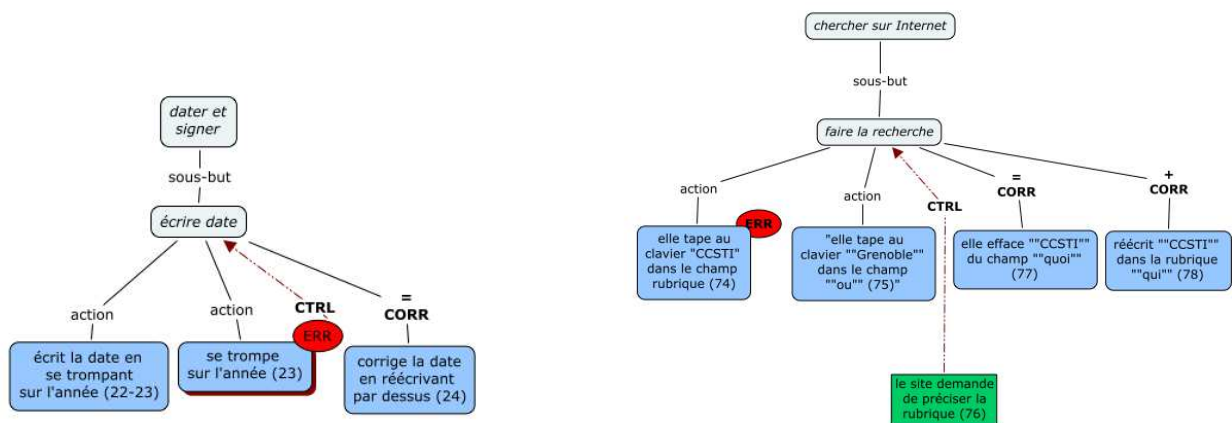 dater et
signer
sous-but
écrire date
action
action
CTRL
=
CORR
ERR
écrit la date en
se trompant
sur l'année (22-23)
se trompe
sur l'année (23)
corrige la date
en réécrivant
par dessus (24)
chercher sur Internet
sous-but
faire la recherche
action
action
CTRL
=
CORR
+
CORR
ERR
elle tape au
clavier "CCSTI"
dans le champ
rubrique (74)
"elle tape au
clavier ""Grenoble""
dans le champ
""ou"" (75)"
elle efface ""CCSTI""
du champ ""quoi""
(77)
réécrit ""CCSTI""
dans la rubrique
""qui"" (78)
le site demande
de préciser la
rubrique (76)